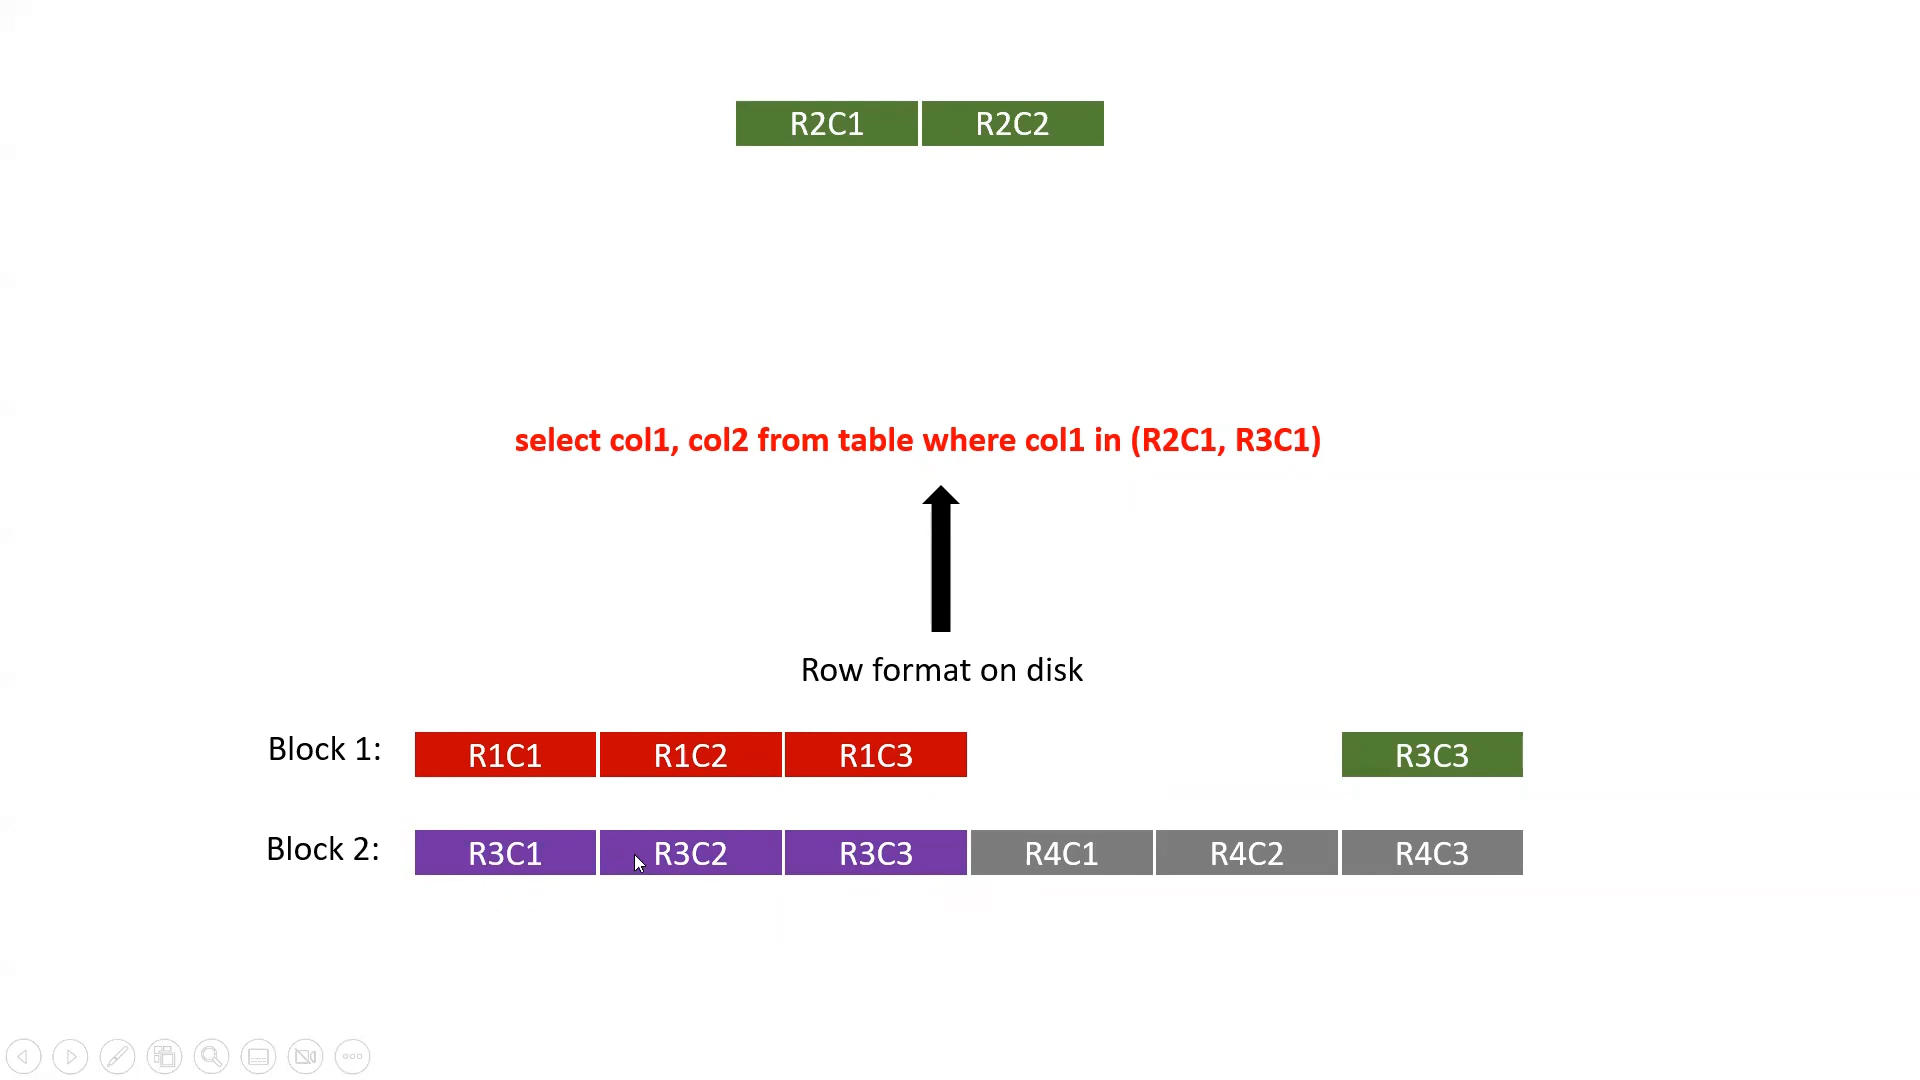 R2C1 R2C2
select col1, col2 from table where col1 in (R2C1, R3C1)
Row format on disk
Block 1: R1C1 R1C2 R1C3 R3C3
Block 2: R3C1 R3C2 R3C3 R4C1 R4C2 R4C3